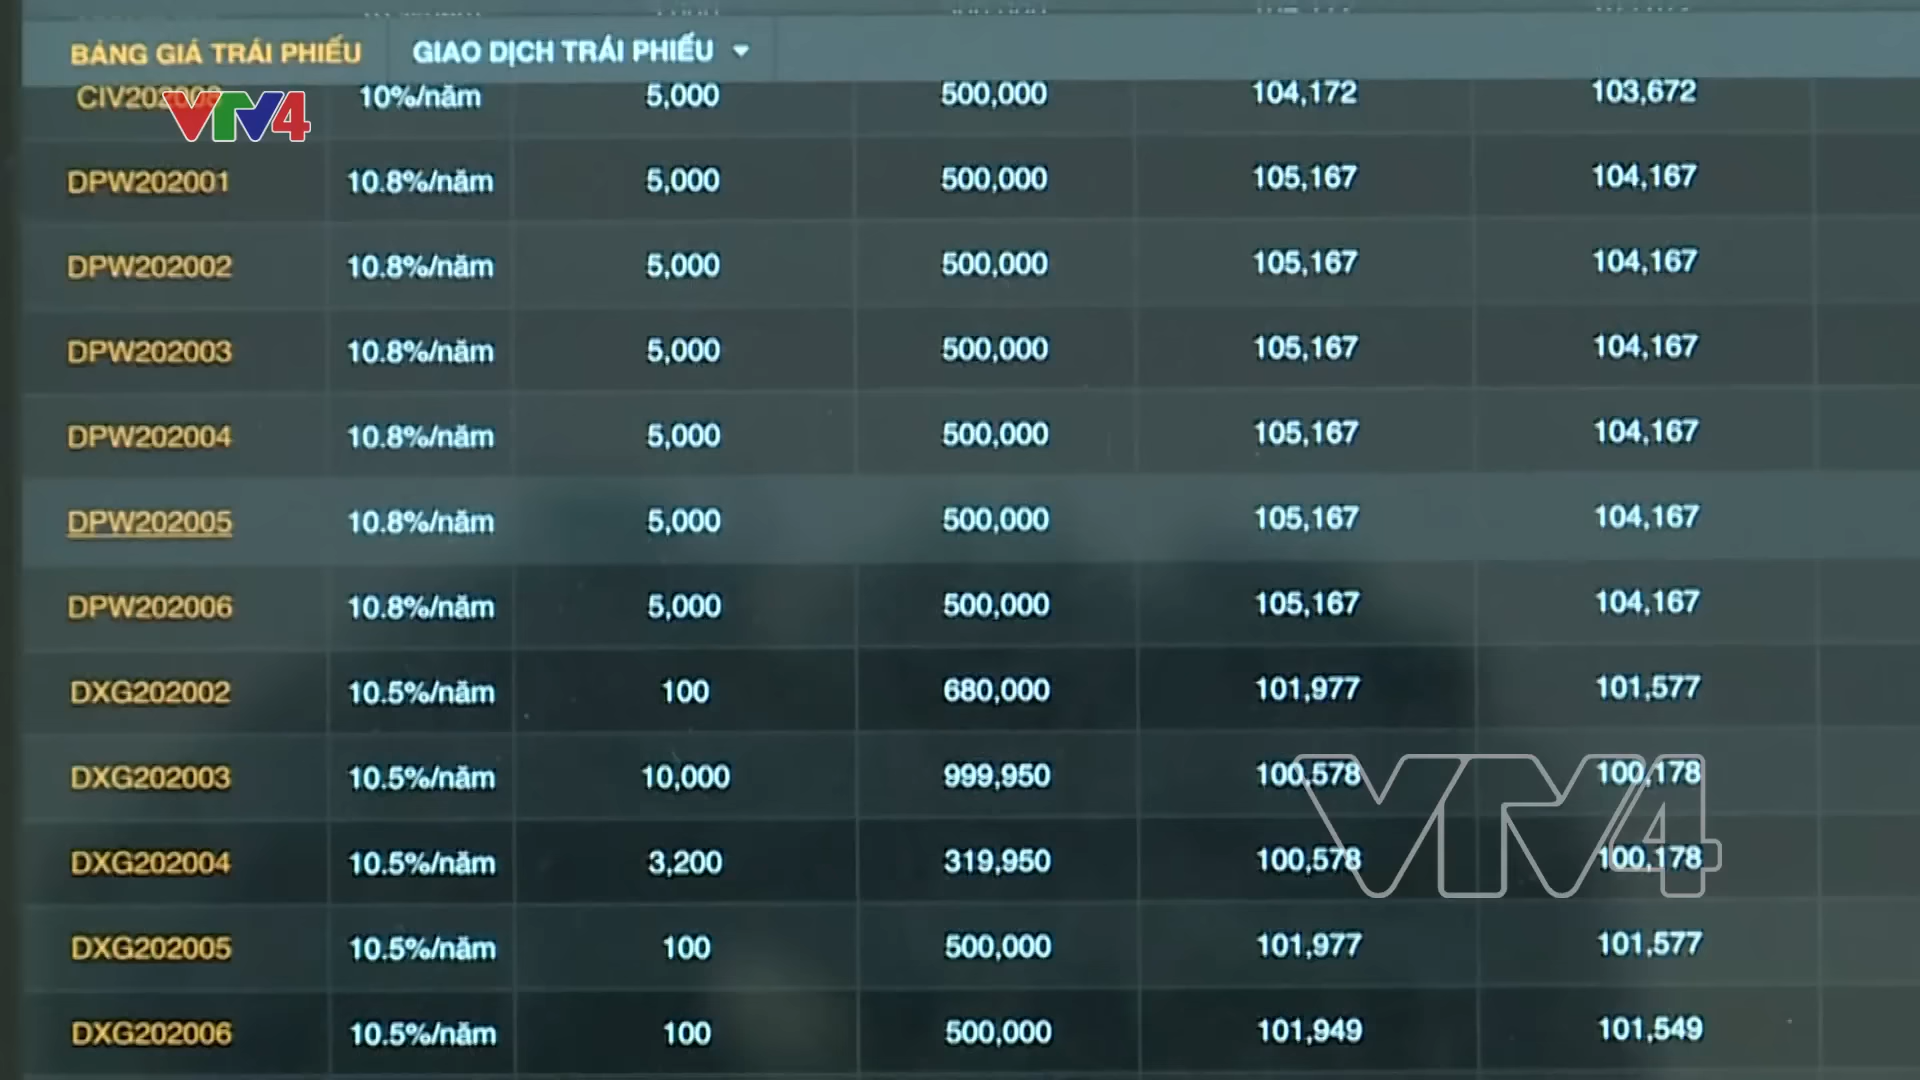 BẢNG GIÁ TRÁI PHIẾU GIAO DỊCH TRÁI PHIẾU
CIV202008 10%/năm 5,000 500,000 104,172 103,672
VTV4
DPW202001 10.8%/năm 5,000 500,000 105,167 104,167
DPW202002 10.8%/năm 5,000 500,000 105,167 104,167
DPW202003 10.8%/năm 5,000 500,000 105,167 104,167
DPW202004 10.8%/năm 5,000 500,000 105,167 104,167
DPW202005 10.8%/năm 5,000 500,000 105,167 104,167
DPW202006 10.8%/năm 5,000 500,000 105,167 104,167
DXG202002 10.5%/năm 100 680,000 101,977 101,577
DXG202003 10.5%/năm 10,000 999,950 100,578 100,178
VTV4
DXG202004 10.5%/năm 3,200 319,950 100,578 100,178
DXG202005 10.5%/năm 100 500,000 101,977 101,577
DXG202006 10.5%/năm 100 500,000 101,949 101,549